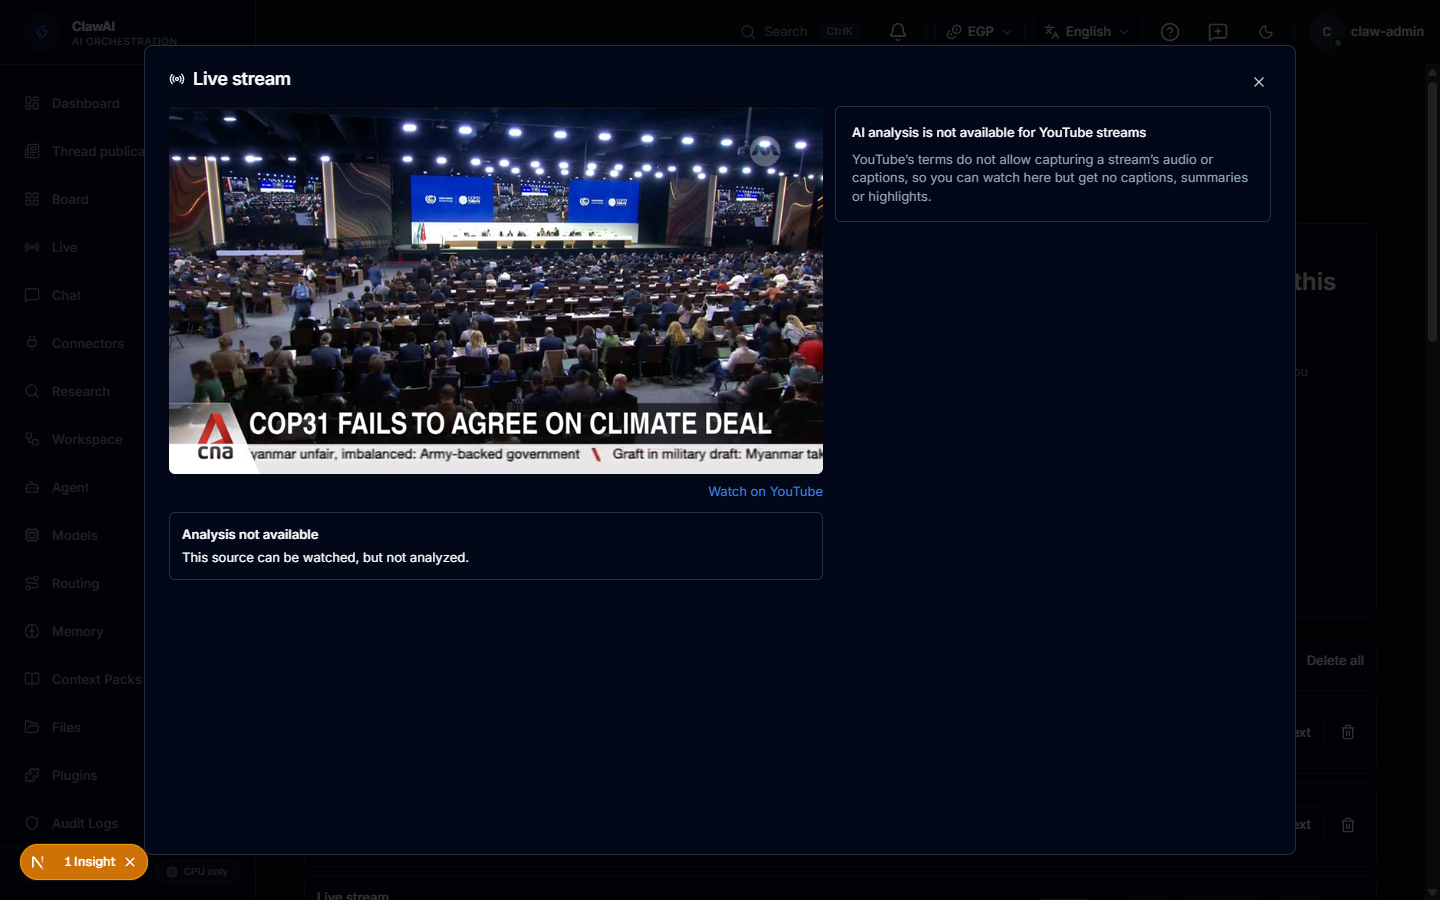 ClawAI
AI ORCHESTRATION
Search
CtrlK
EGP
English
C
claw-admin
Live stream
Dashboard
Thread publica
Board
Live
Chat
Connectors
Research
Workspace
Agent
Models
Routing
Memory
Context Packs
Files
Plugins
Audit Logs
1 Insight
CPU only
COP31 FAILS TO AGREE ON CLIMATE DEAL
cna
yanmar unfair, imbalanced: Army-backed government \ Graft in military draft: Myanmar tak
Watch on YouTube
Analysis not available
This source can be watched, but not analyzed.
AI analysis is not available for YouTube streams
YouTube’s terms do not allow capturing a stream’s audio or
captions, so you can watch here but get no captions, summaries
or highlights.
this
ou
Delete all
ext
ext
Live stream